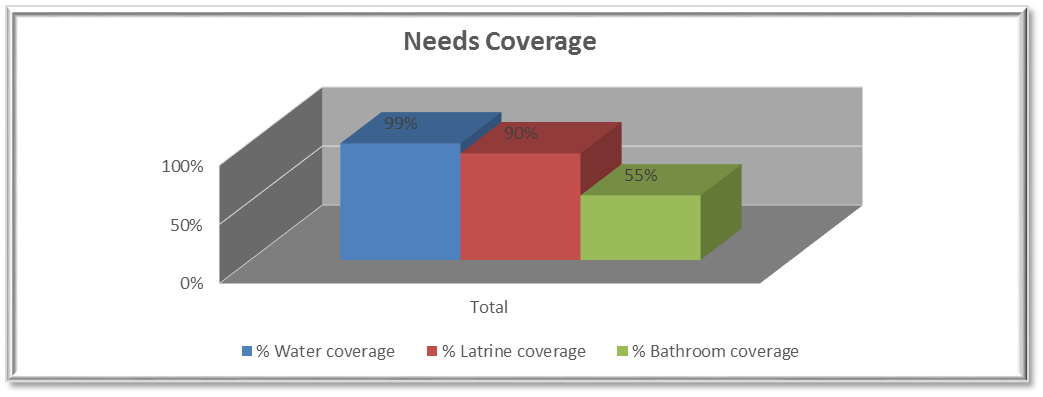 Needs Coverage
99%
90%
55%
100%
50%
0%
Total
% Water coverage
% Latrine coverage
% Bathroom coverage